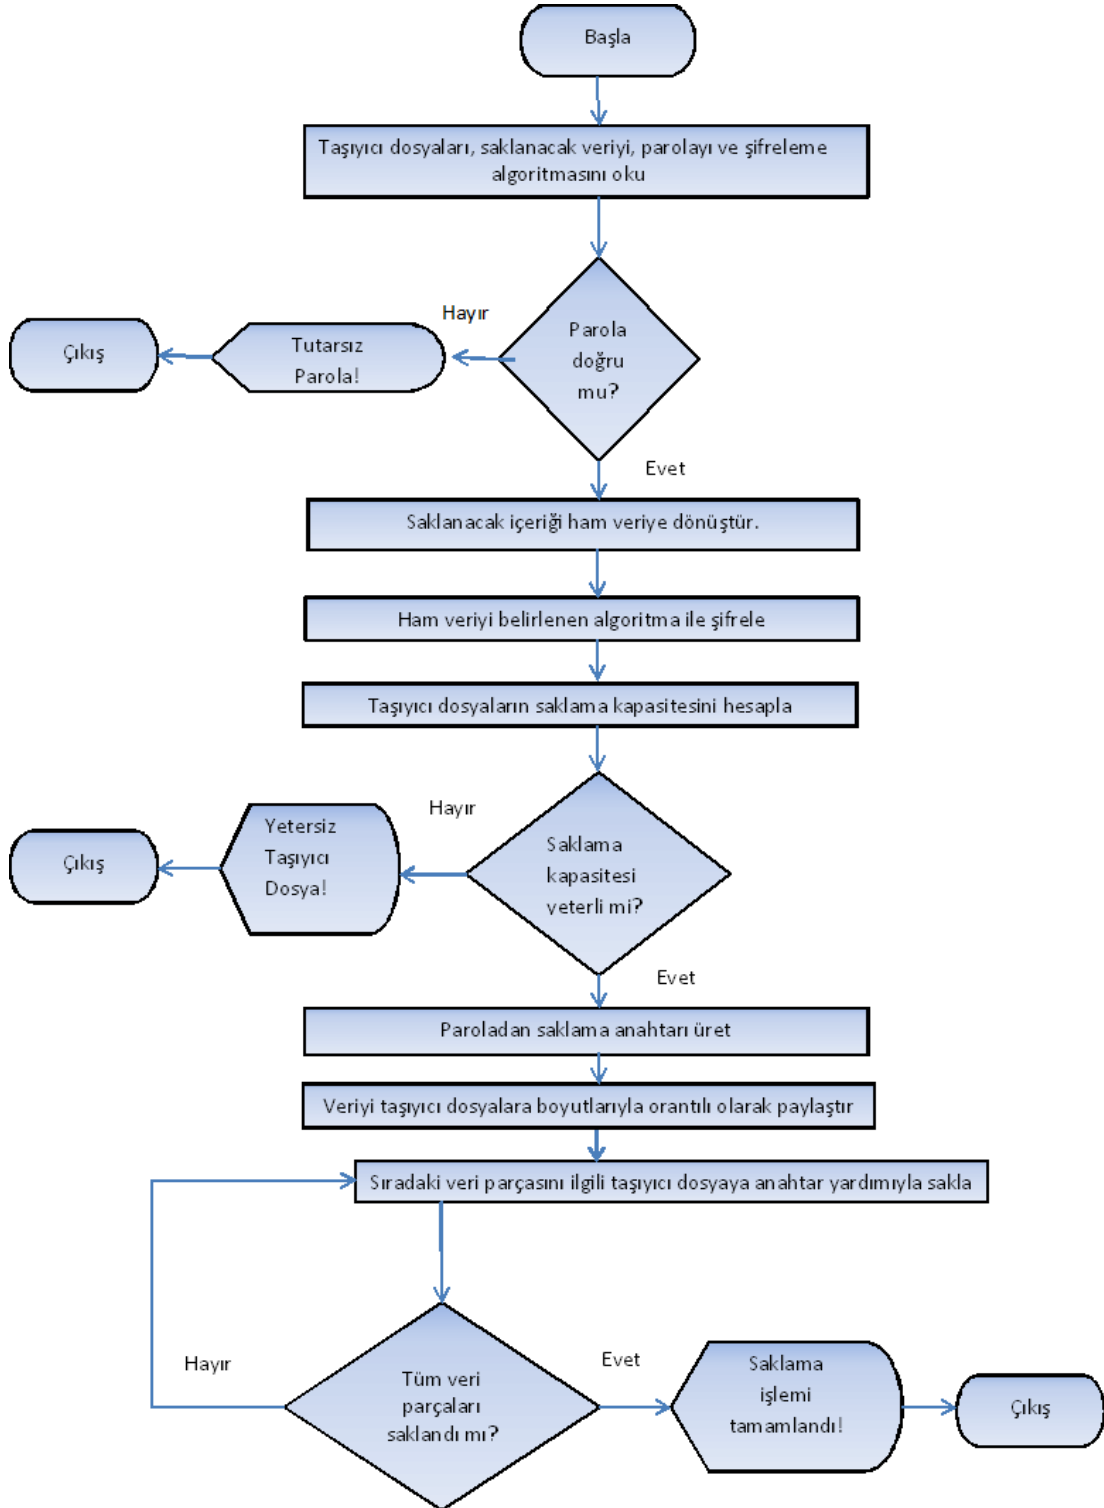 Başla
Taşıyıcı dosyaları, saklanacak veriyi, parolayı ve şifreleme
algoritmasını oku
Parola
doğru
mu?
Hayır
Tutarsız
Parola!
Çıkış
Evet
Saklanacak içeriği ham veriye dönüştür.
Ham veriyi belirlenen algoritma ile şifrele
Taşıyıcı dosyaların saklama kapasitesini hesapla
Saklama
kapasitesi
yeterli mi?
Hayır
Yetersiz
Taşıyıcı
Dosya!
Çıkış
Evet
Paroladan saklama anahtarı üret
Veriyi taşıyıcı dosyalara boyutlarıyla orantılı olarak paylaştır
Sıradaki veri parçasını ilgili taşıyıcı dosyaya anahtar yardımıyla sakla
Tüm veri
parçaları
saklandı mı?
Hayır
Evet
Saklama
işlemi
tamamlandı!
Çıkış